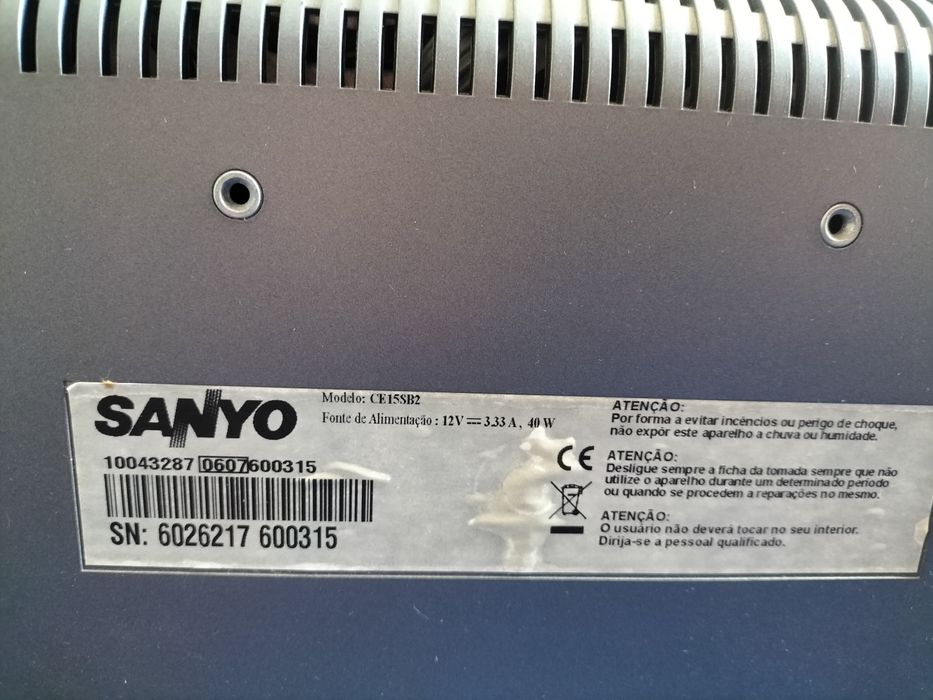 SANYO
Modelo: CE15SB2
Fonte de Alimentação : 12V ⎓ 3.33 A , 40 W
10043287 0607 600315
SN: 6026217 600315
CE
ATENÇÃO:
Por forma a evitar incêncios ou perigo de choque,
não expôr este aparelho a chuva ou humidade.
ATENÇÃO:
Desligue sempre a ficha da tomada sempre que não
utilize o aparelho durante um determinado período
ou quando se procedem a reparações no mesmo.
ATENÇÃO:
O usuário não deverá tocar no seu interior.
Dirija-se a pessoal qualificado.